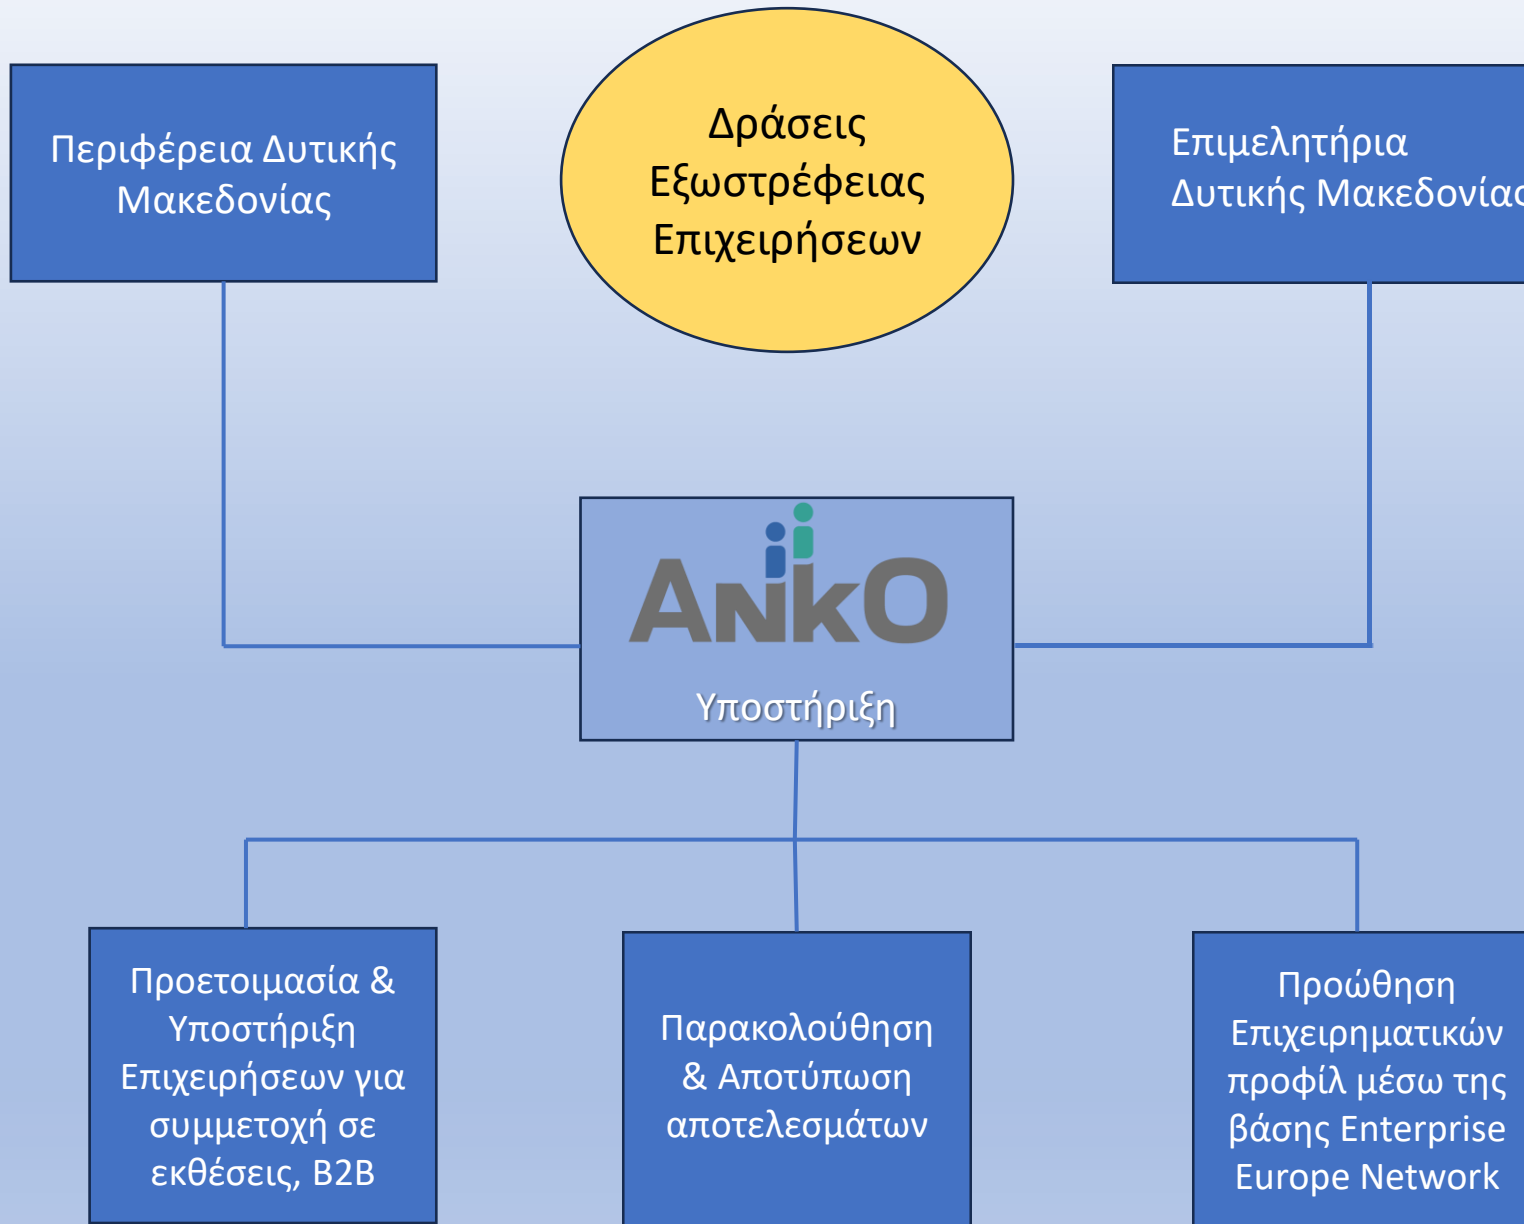 Περιφέρεια Δυτικής
Μακεδονίας
Δράσεις
Εξωστρέφειας
Επιχειρήσεων
Επιμελητήρια
Δυτικής Μακεδονίας
ANKO
Υποστήριξη
Προετοιμασία &
Υποστήριξη
Επιχειρήσεων για
συμμετοχή σε
εκθέσεις, B2B
Παρακολούθηση
& Αποτύπωση
αποτελεσμάτων
Προώθηση
Επιχειρηματικών
προφίλ μέσω της
βάσης Enterprise
Europe Network